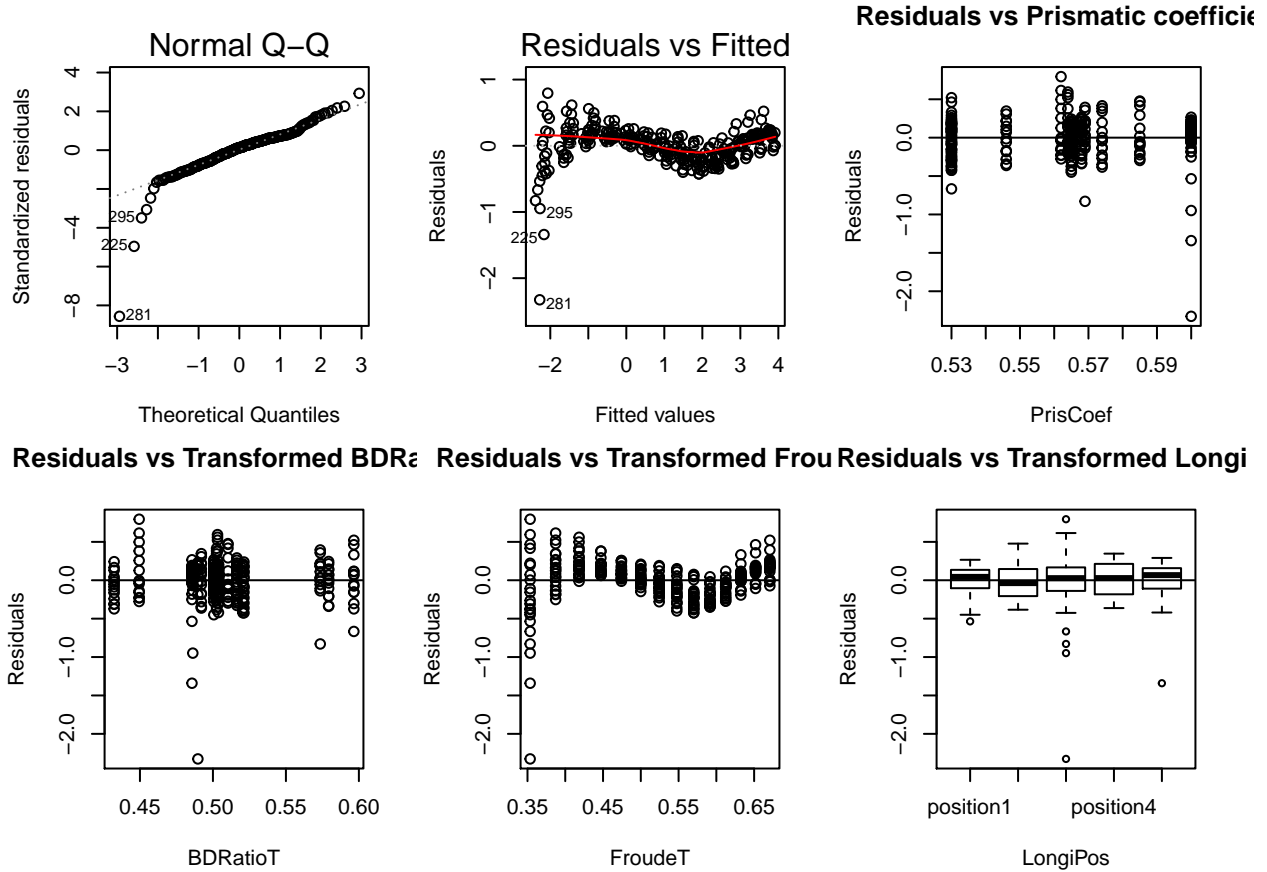 Normal Q−Q
Standardized residuals
4
2
0
−4
−8
295
225
281
−3
−1
0
1
2
3
Theoretical Quantiles
Residuals vs Fitted
Residuals
1
0
−1
−2
295
225
281
−2
0
1
2
3
4
Fitted values
Residuals vs Prismatic coefficie
Residuals
0.0
−1.0
−2.0
0.53
0.55
0.57
0.59
PrisCoef
Residuals vs Transformed BDRa
Residuals
0.0
−1.0
−2.0
0.45
0.50
0.55
0.60
BDRatioT
Residuals vs Transformed Frou
Residuals
0.0
−1.0
−2.0
0.35
0.45
0.55
0.65
FroudeT
Residuals vs Transformed Longi
Residuals
0.0
−1.0
−2.0
position1
position4
LongiPos